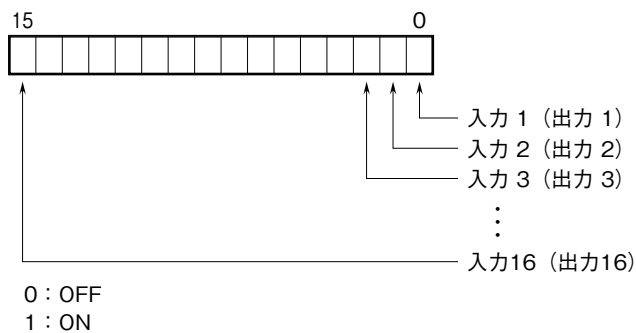 15 0
入力 1（出力 1）
入力 2（出力 2）
入力 3（出力 3）
⋮
入力16（出力16）
0：OFF
1：ON